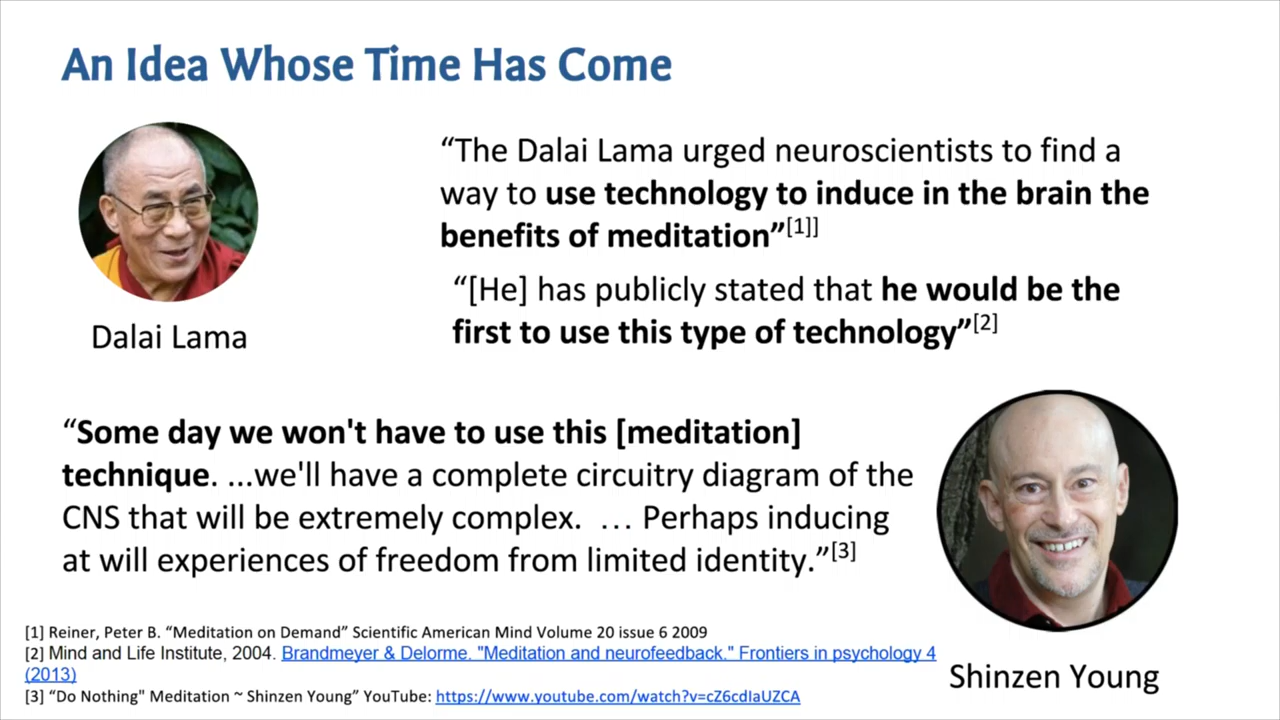 An Idea Whose Time Has Come
“The Dalai Lama urged neuroscientists to find a
way to use technology to induce in the brain the
benefits of meditation”[1]]
“[He] has publicly stated that he would be the
first to use this type of technology”[2]
Dalai Lama
“Some day we won't have to use this [meditation]
technique. ...we'll have a complete circuitry diagram of the
CNS that will be extremely complex. … Perhaps inducing
at will experiences of freedom from limited identity.”[3]
Shinzen Young
[1] Reiner, Peter B. “Meditation on Demand” Scientific American Mind Volume 20 issue 6 2009
[2] Mind and Life Institute, 2004. Brandmeyer & Delorme. "Meditation and neurofeedback." Frontiers in psychology 4
(2013)
[3] “Do Nothing" Meditation ~ Shinzen Young” YouTube: https://www.youtube.com/watch?v=cZ6cdIaUZCA